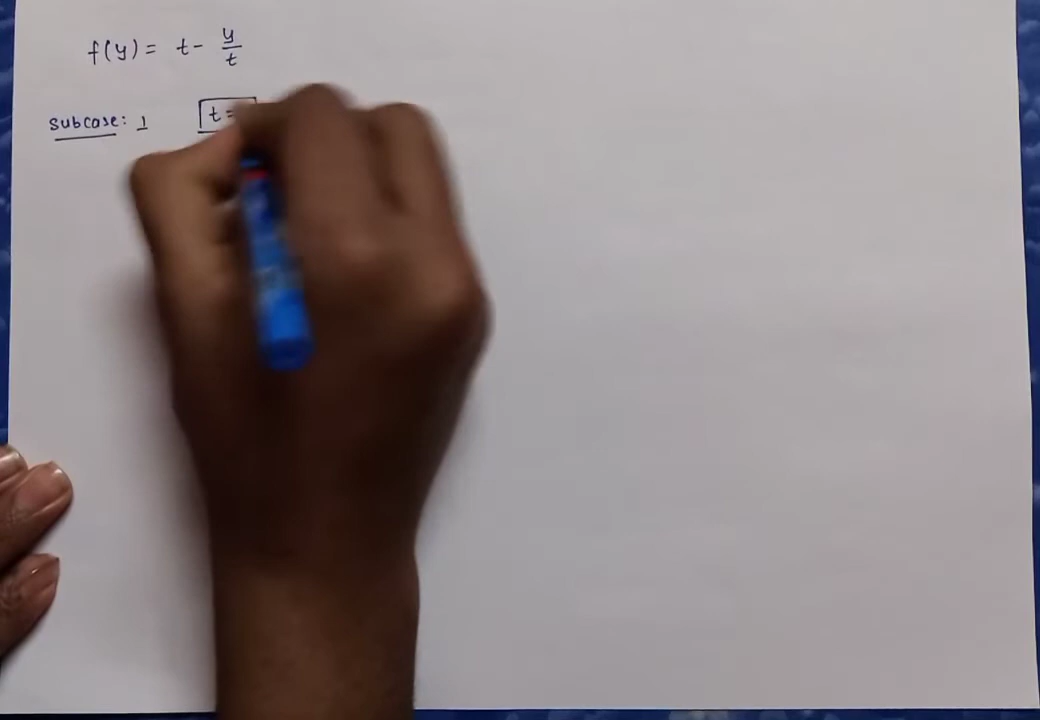 f(y) = t - y/t
subcase: 1 t =